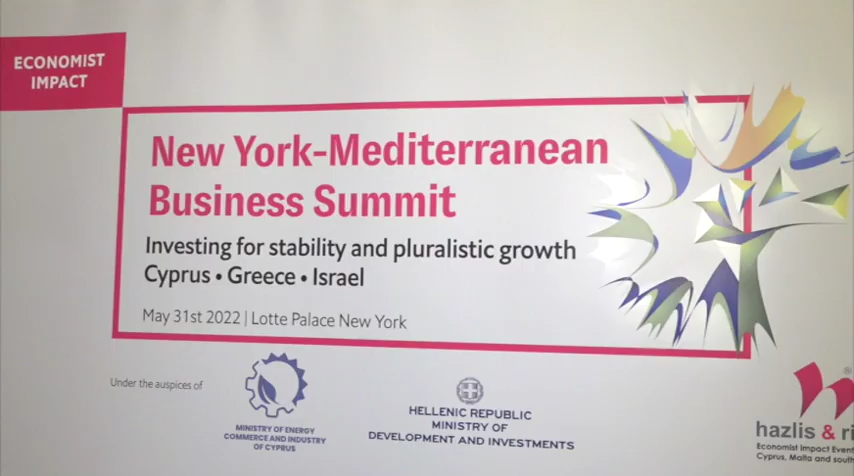 ECONOMIST
IMPACT
New York-Mediterranean
Business Summit
Investing for stability and pluralistic growth
Cyprus • Greece • Israel
May 31st 2022 | Lotte Palace New York
Under the auspices of
MINISTRY OF ENERGY
COMMERCE AND INDUSTRY
OF CYPRUS
HELLENIC REPUBLIC
MINISTRY OF
DEVELOPMENT AND INVESTMENTS
®
hazlis & ri
Economist Impact Event
Cyprus, Malta and south